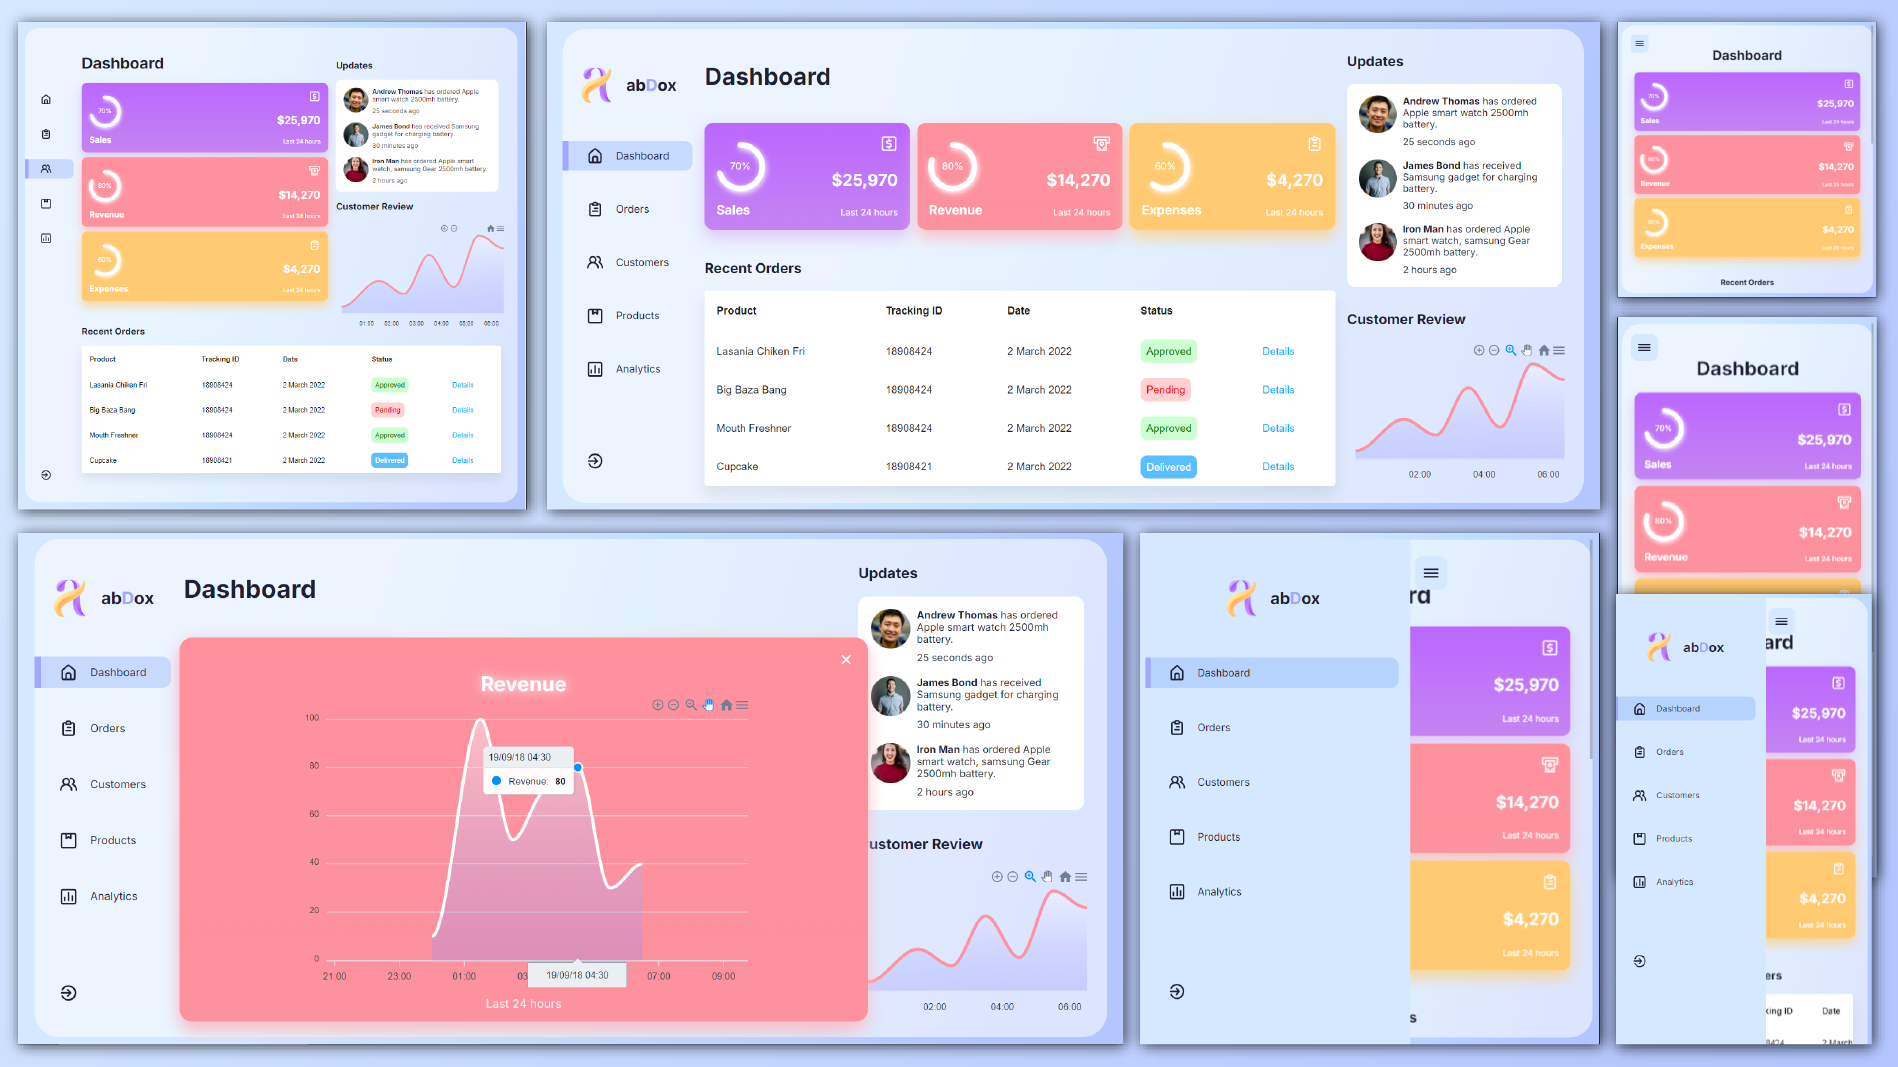 Dashboard
70%
Sales
$25,970
Last 24 hours
80%
Revenue
$14,270
Last 24 hours
60%
Expenses
$4,270
Last 24 hours
Updates
Andrew Thomas has ordered Apple
smart watch 2500mh battery.
25 seconds ago
James Bond has received Samsung
gadget for charging battery.
30 minutes ago
Iron Man has ordered Apple smart
watch, samsung Gear 2500mh battery.
2 hours ago
Customer Review
01:00 02:00 03:00 04:00 05:00 06:00
Recent Orders
Product Tracking ID Date Status
Lasania Chiken Fri 18908424 2 March 2022 Approved Details
Big Baza Bang 18908424 2 March 2022 Pending Details
Mouth Freshner 18908424 2 March 2022 Approved Details
Cupcake 18908421 2 March 2022 Delivered Details
abDox
Dashboard
Orders
Customers
Products
Analytics
Dashboard
70%
Sales
$25,970
Last 24 hours
80%
Revenue
$14,270
Last 24 hours
60%
Expenses
$4,270
Last 24 hours
Recent Orders
Product Tracking ID Date Status
Lasania Chiken Fri 18908424 2 March 2022 Approved Details
Big Baza Bang 18908424 2 March 2022 Pending Details
Mouth Freshner 18908424 2 March 2022 Approved Details
Cupcake 18908421 2 March 2022 Delivered Details
Updates
Andrew Thomas has ordered
Apple smart watch 2500mh
battery.
25 seconds ago
James Bond has received
Samsung gadget for charging
battery.
30 minutes ago
Iron Man has ordered Apple
smart watch, samsung Gear
2500mh battery.
2 hours ago
Customer Review
02:00 04:00 06:00
Dashboard
70%
Sales
$25,970
Last 24 hours
80%
Revenue
$14,270
Last 24 hours
60%
Expenses
$4,270
Last 24 hours
Recent Orders
Dashboard
70%
Sales
$25,970
Last 24 hours
80%
Revenue
$14,270
Last 24 hours
abDox
Dashboard
Orders
Customers
Products
Analytics
Dashboard
Revenue
100
80
60
40
20
0
19/09/18 04:30
Revenue: 80
21:00 23:00 01:00 03 07:00 09:00
19/09/18 04:30
Last 24 hours
Updates
Andrew Thomas has ordered
Apple smart watch 2500mh
battery.
25 seconds ago
James Bond has received
Samsung gadget for charging
battery.
30 minutes ago
Iron Man has ordered Apple
smart watch, samsung Gear
2500mh battery.
2 hours ago
ustomer Review
02:00 04:00 06:00
abDox
Dashboard
Orders
Customers
Products
Analytics
rd
$25,970
Last 24 hours
$14,270
Last 24 hours
$4,270
Last 24 hours
s
abDox
Dashboard
Orders
Customers
Products
Analytics
ard
$25,970
Last 24 hours
$14,270
Last 24 hours
$4,270
Last 24 hours
ers
king ID Date
8424 2 March